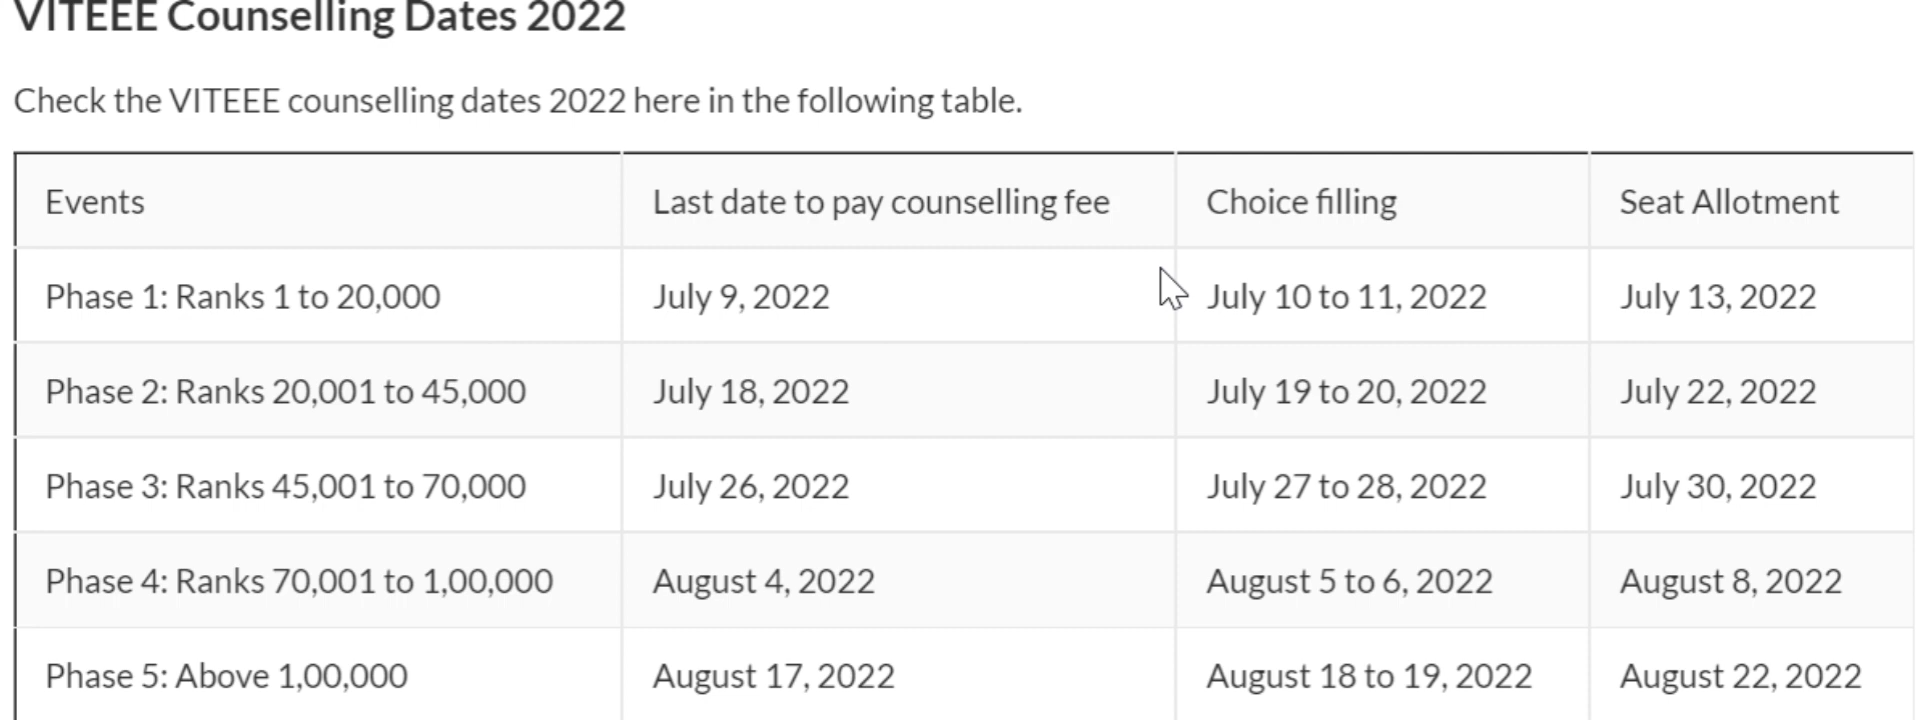 VITEEE Counselling Dates 2022
Check the VITEEE counselling dates 2022 here in the following table.
Events Last date to pay counselling fee Choice filling Seat Allotment
Phase 1: Ranks 1 to 20,000 July 9, 2022 July 10 to 11, 2022 July 13, 2022
Phase 2: Ranks 20,001 to 45,000 July 18, 2022 July 19 to 20, 2022 July 22, 2022
Phase 3: Ranks 45,001 to 70,000 July 26, 2022 July 27 to 28, 2022 July 30, 2022
Phase 4: Ranks 70,001 to 1,00,000 August 4, 2022 August 5 to 6, 2022 August 8, 2022
Phase 5: Above 1,00,000 August 17, 2022 August 18 to 19, 2022 August 22, 2022